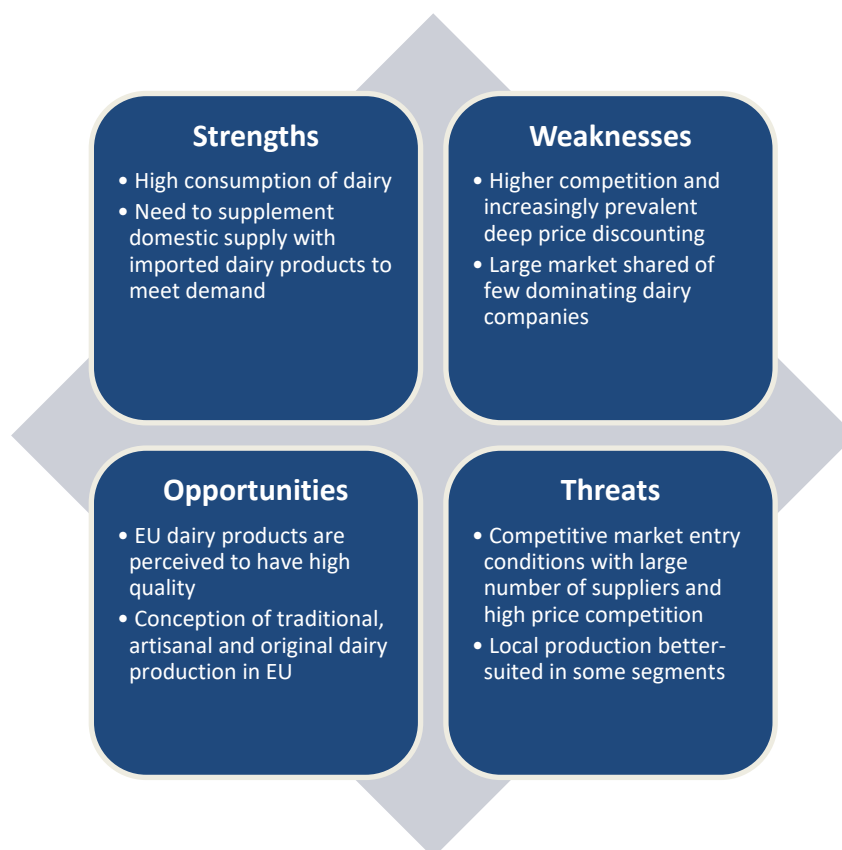 Strengths
• High consumption of dairy
• Need to supplement
domestic supply with
imported dairy products to
meet demand
Weaknesses
• Higher competition and
increasingly prevalent
deep price discounting
• Large market shared of
few dominating dairy
companies
Opportunities
• EU dairy products are
perceived to have high
quality
• Conception of traditional,
artisanal and original dairy
production in EU
Threats
• Competitive market entry
conditions with large
number of suppliers and
high price competition
• Local production better-
suited in some segments